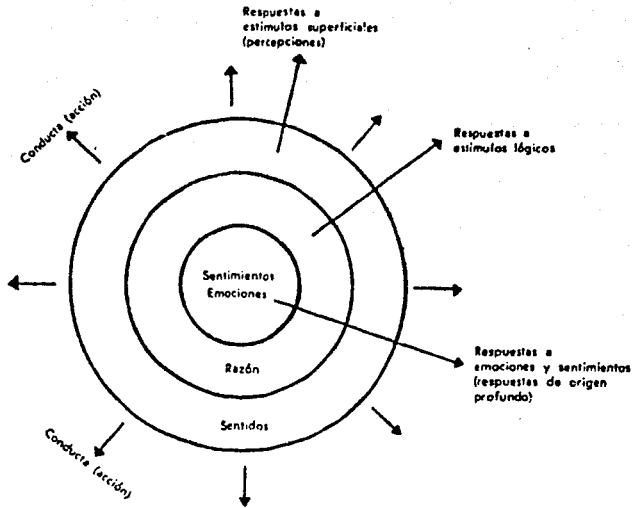 Respuestas a
estímulos superficiales
(percepciones)
Conducta (acción)
Respuestas a
estímulos lógicos
Sentimientos
Emociones
Respuestas a
emociones y sentimientos
(respuestas de origen
profundo)
Razón
Sentidos
Conducta (acción)